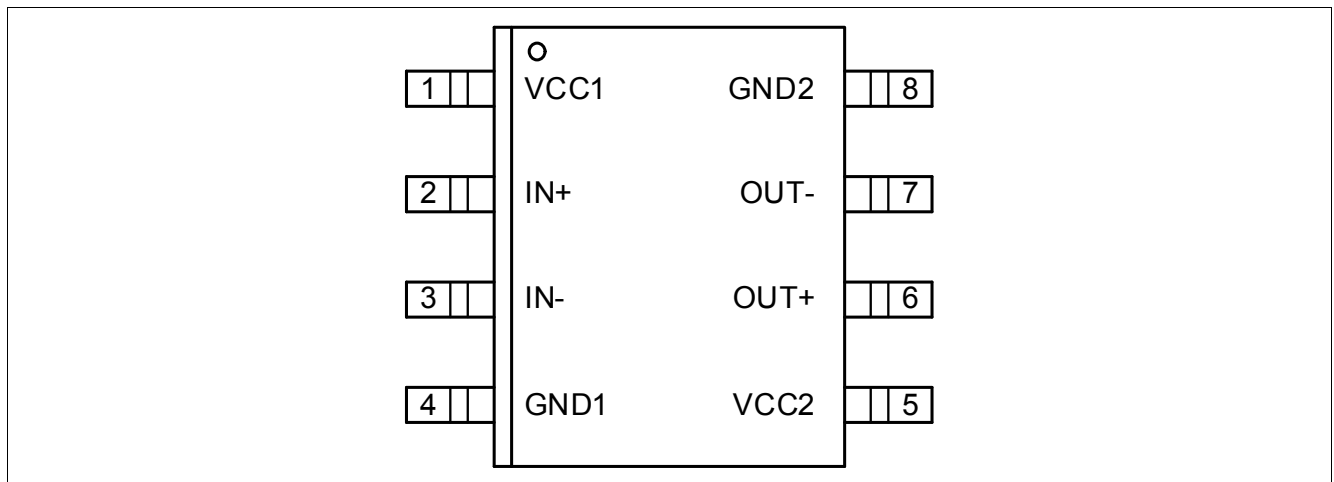 1 VCC1 GND2 8
2 IN+ OUT- 7
3 IN- OUT+ 6
4 GND1 VCC2 5